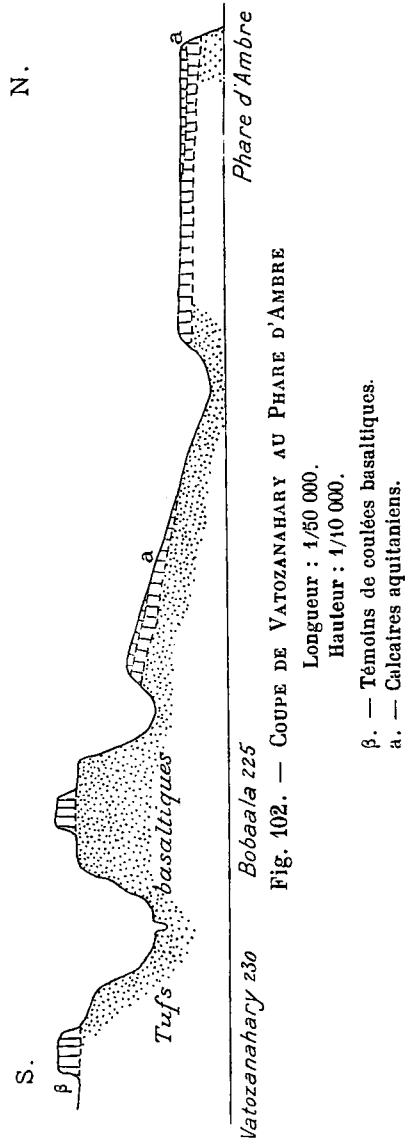 S.
N.
β
a
a
Tufs basaltiques
Vatozanahary 230
Bobaala 225
Phare d'Ambre
Fig. 102. — COUPE DE VATOZANAHARY AU PHARE D'AMBRE
Longueur : 1/50 000.
Hauteur : 1/10 000.
β. — Témoins de coulées basaltiques.
a. — Calcaires aquitaniens.